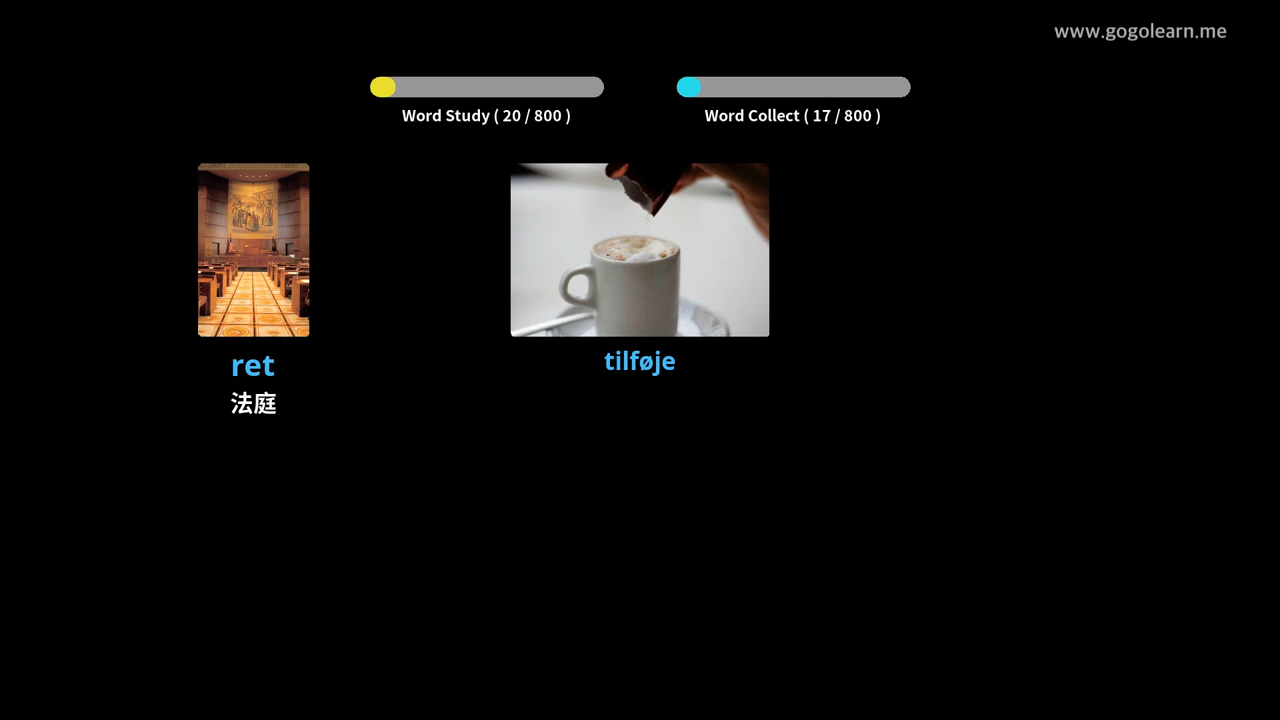 www.gogolearn.me
Word Study ( 20 / 800 )
Word Collect ( 17 / 800 )
ret
法庭
tilføje